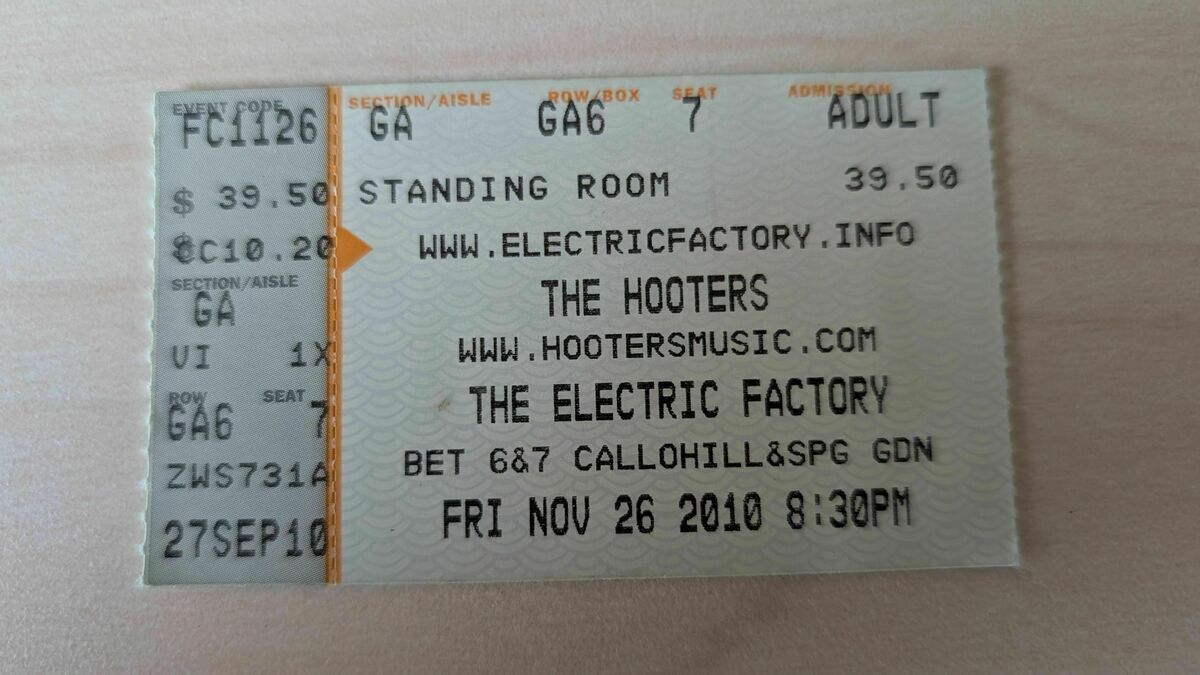 EVENT CODE
FC1126
$ 39.50
CC10.20
SECTION/AISLE
GA
VI 1X
ROW SEAT
GA6 7
ZWS731A
27SEP10
SECTION/AISLE ROW/BOX SEAT ADMISSION
GA GA6 7 ADULT
STANDING ROOM 39.50
WWW.ELECTRICFACTORY.INFO
THE HOOTERS
WWW.HOOTERSMUSIC.COM
THE ELECTRIC FACTORY
BET 6&7 CALLOHILL&SPG GDN
FRI NOV 26 2010 8:30PM